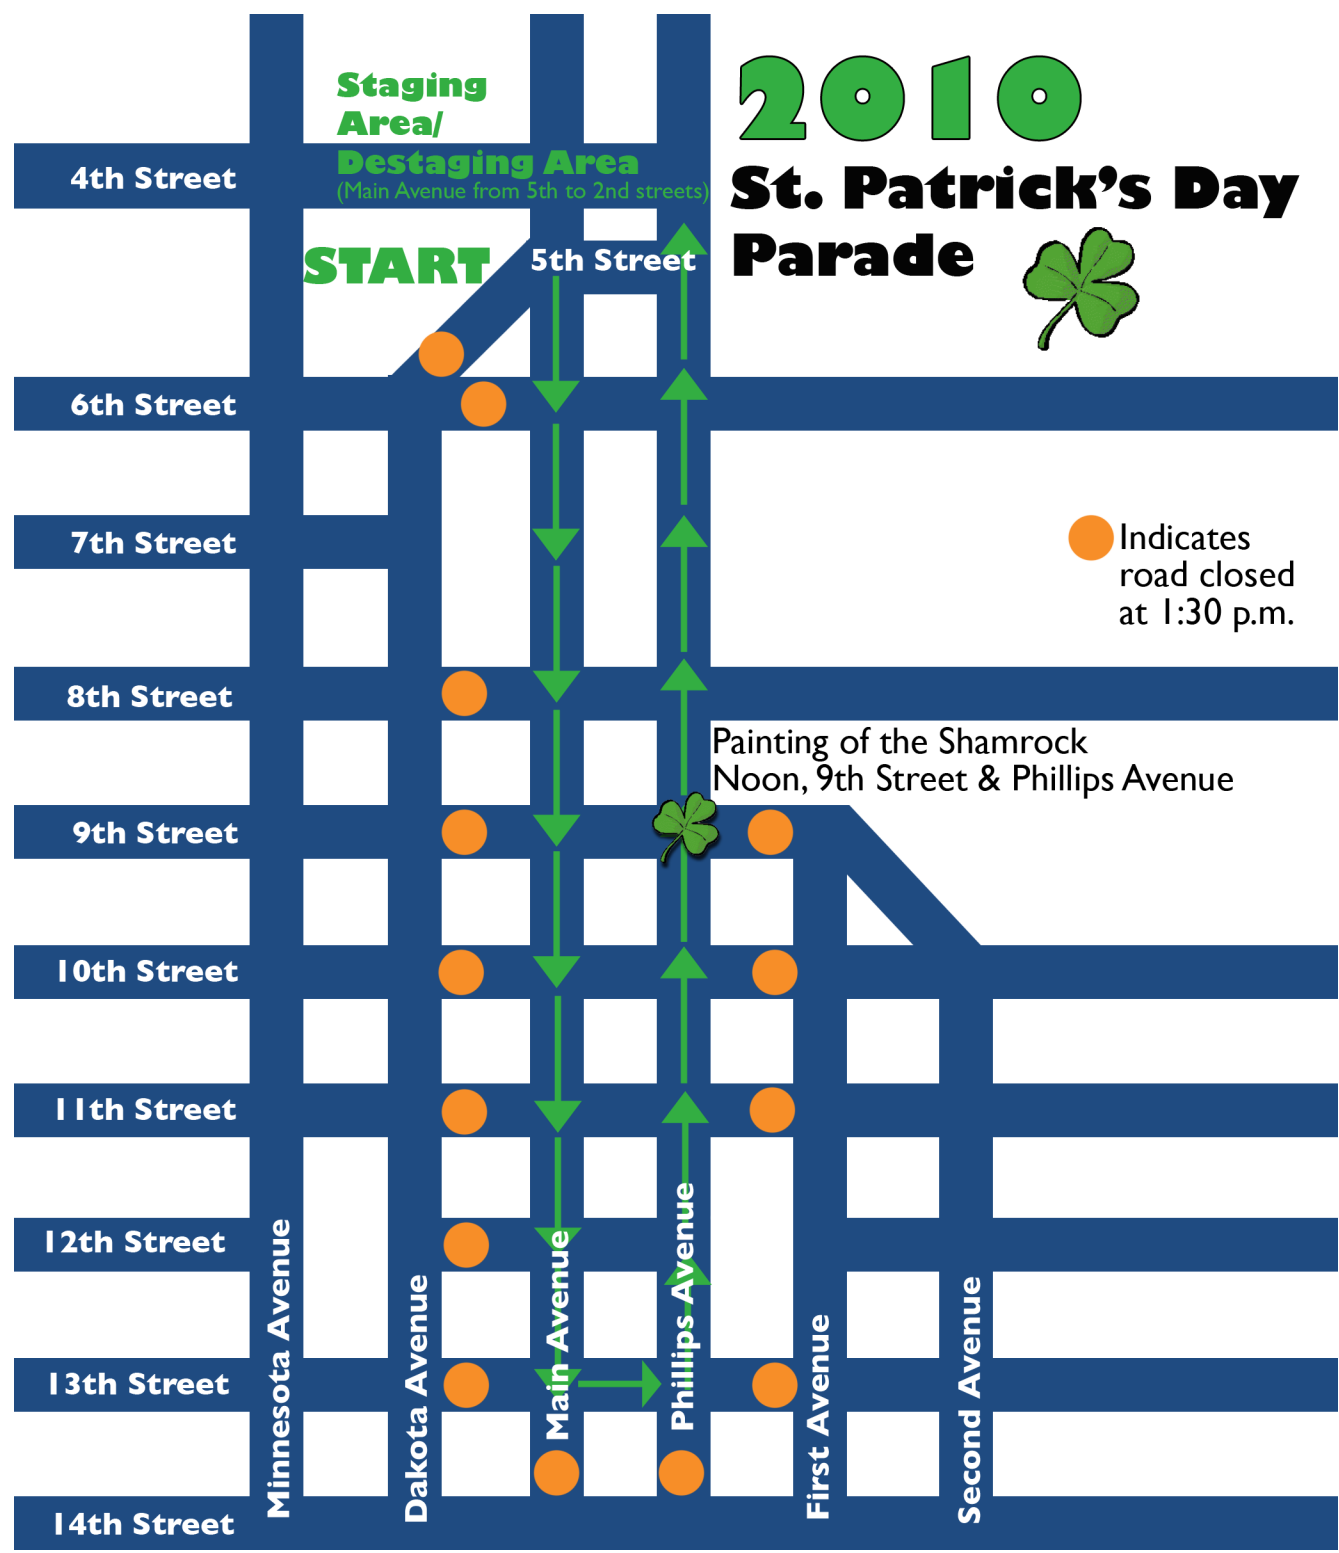 2010
St. Patrick's Day
Parade
Staging
Area/
Destaging Area
(Main Avenue from 5th to 2nd streets)
4th Street
START
5th Street
6th Street
7th Street
Indicates
road closed
at 1:30 p.m.
8th Street
Painting of the Shamrock
Noon, 9th Street & Phillips Avenue
9th Street
10th Street
11th Street
12th Street
13th Street
14th Street
Minnesota Avenue
Dakota Avenue
Main Avenue
Phillips Avenue
First Avenue
Second Avenue